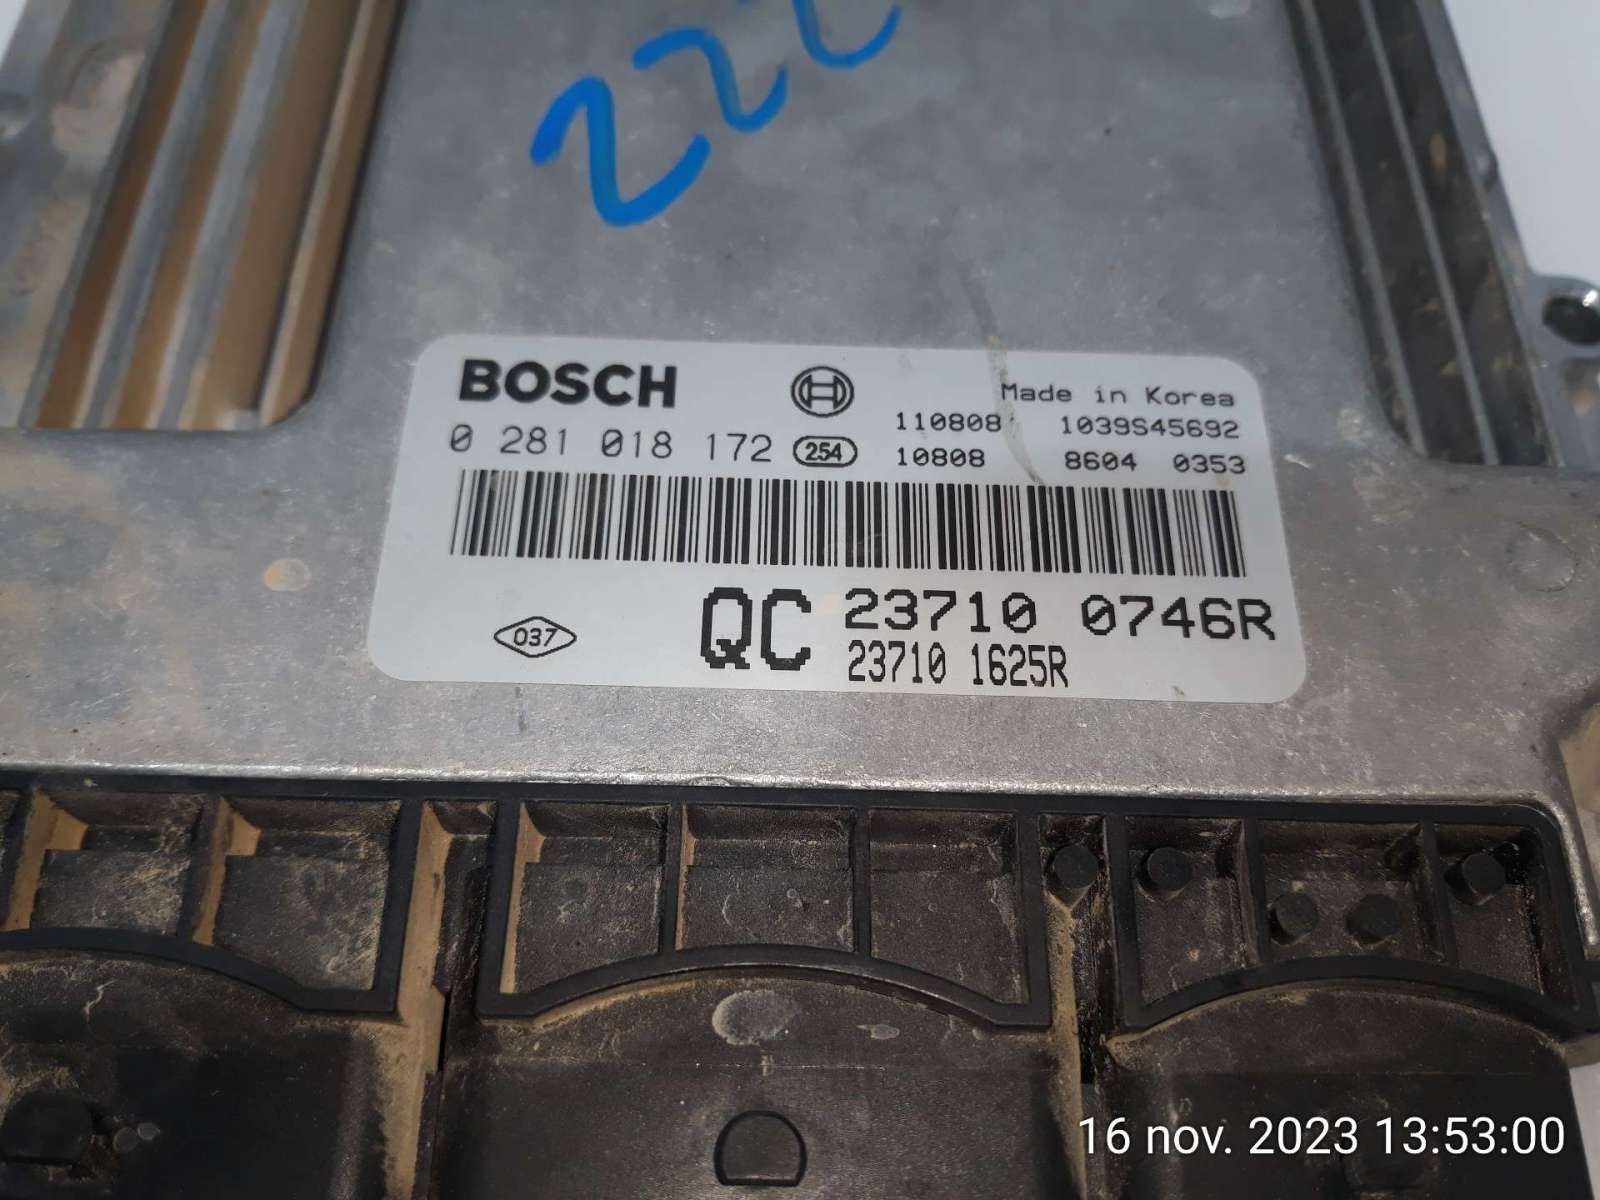 222
BOSCH
Made in Korea
110808 1039S45692
0 281 018 172 254 10808 8604 0353
037 QC 23710 0746R
23710 1625R
16 nov. 2023 13:53:00